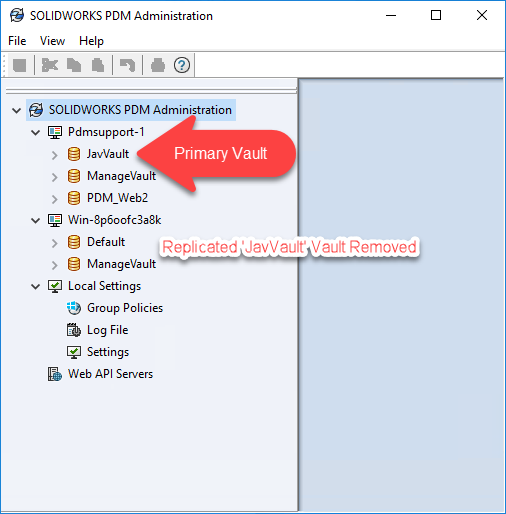 SOLIDWORKS PDM Administration
File View Help
SOLIDWORKS PDM Administration
Pdmsupport-1
JavVault
Primary Vault
ManageVault
PDM_Web2
Win-8p6oofc3a8k
Default
Replicated 'JavVault' Vault Removed
ManageVault
Local Settings
Group Policies
Log File
Settings
Web API Servers